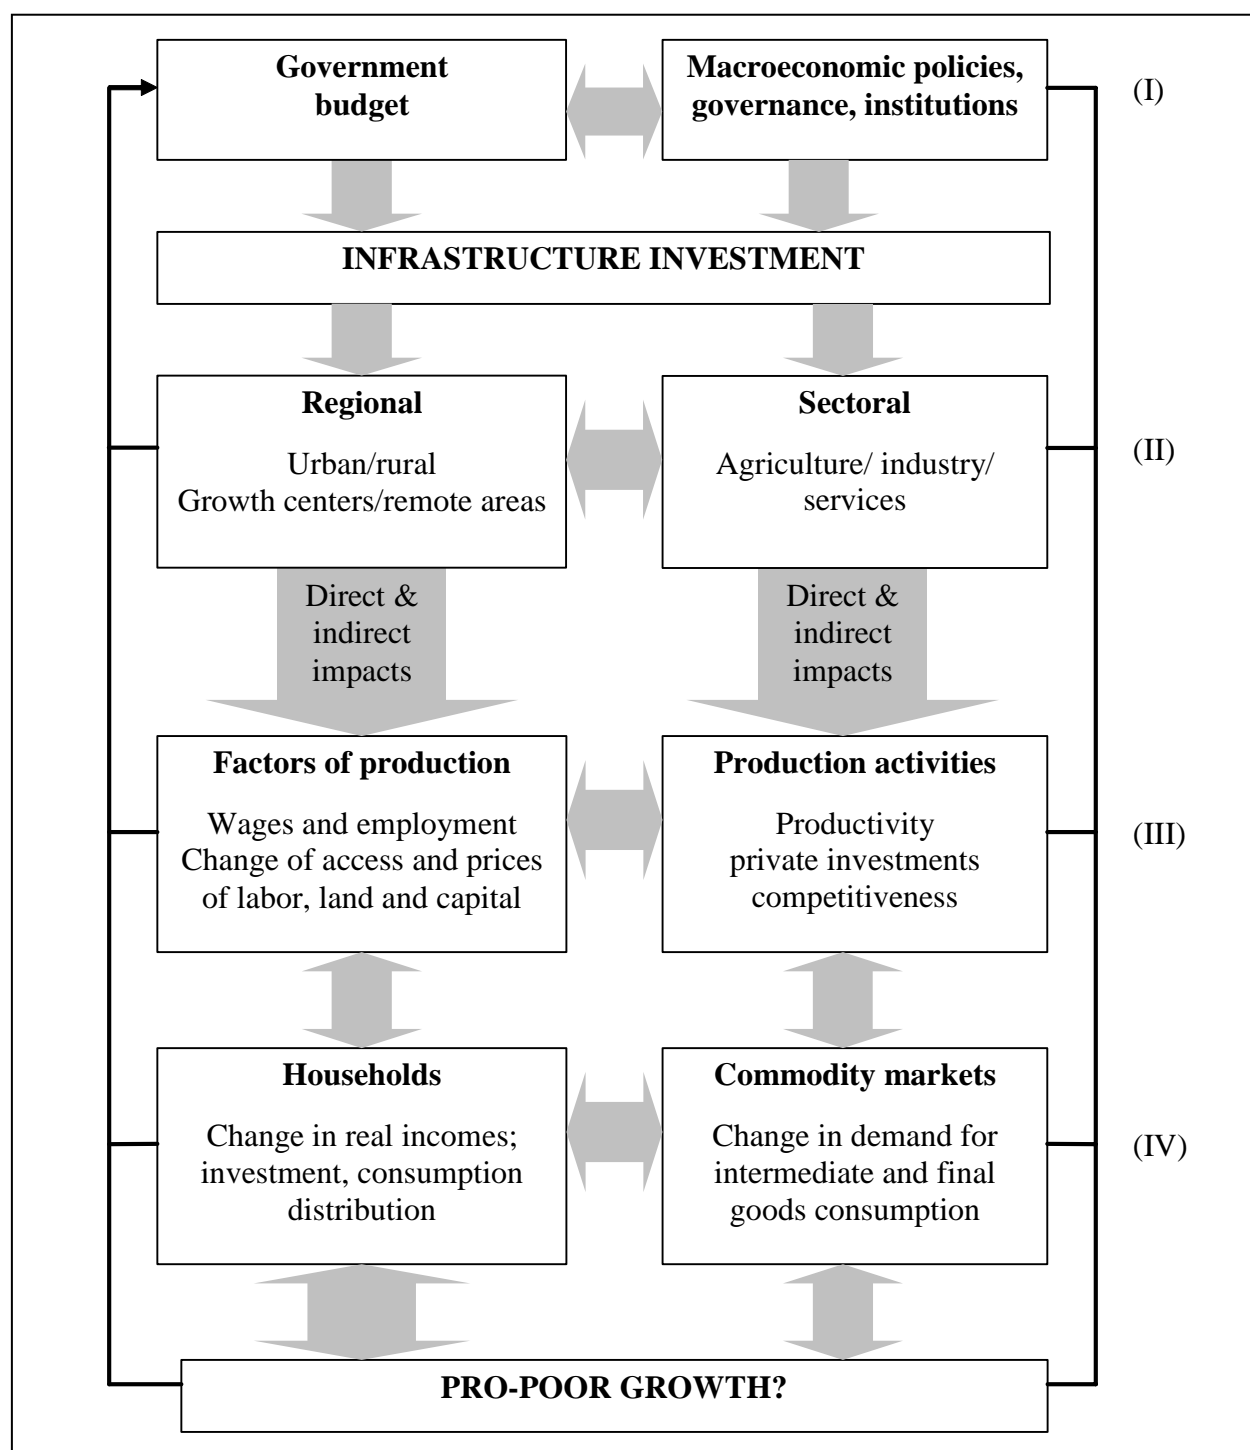 Government
budget
Macroeconomic policies,
governance, institutions
(I)
INFRASTRUCTURE INVESTMENT
Regional
Urban/rural
Growth centers/remote areas
Sectoral
Agriculture/ industry/
services
(II)
Direct &
indirect
impacts
Direct &
indirect
impacts
Factors of production
Wages and employment
Change of access and prices
of labor, land and capital
Production activities
Productivity
private investments
competitiveness
(III)
Households
Change in real incomes;
investment, consumption
distribution
Commodity markets
Change in demand for
intermediate and final
goods consumption
(IV)
PRO-POOR GROWTH?